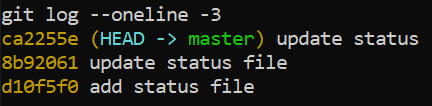 git log --oneline -3
ca2255e (HEAD -> master) update status
8b92061 update status file
d10f5f0 add status file